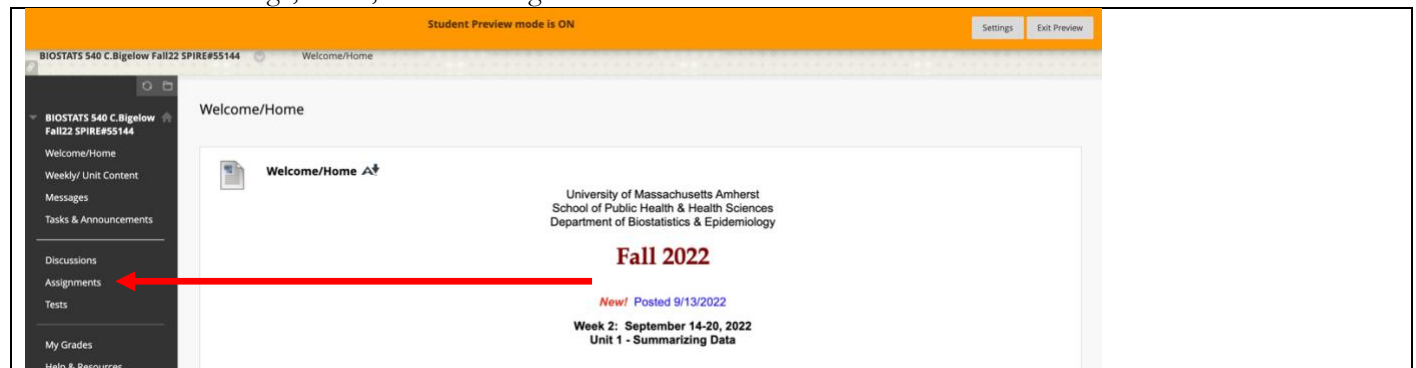 Student Preview mode is ON
Settings Exit Preview
BIOSTATS 540 C.Bigelow Fall22 SPIRE#55144 Welcome/Home
BIOSTATS 540 C.Bigelow
Fall22 SPIRE#55144
Welcome/Home
Weekly/ Unit Content
Messages
Tasks & Announcements
Discussions
Assignments
Tests
My Grades
Help & Resources
Welcome/Home
Welcome/Home
University of Massachusetts Amherst
School of Public Health & Health Sciences
Department of Biostatistics & Epidemiology
Fall 2022
New! Posted 9/13/2022
Week 2: September 14-20, 2022
Unit 1 - Summarizing Data